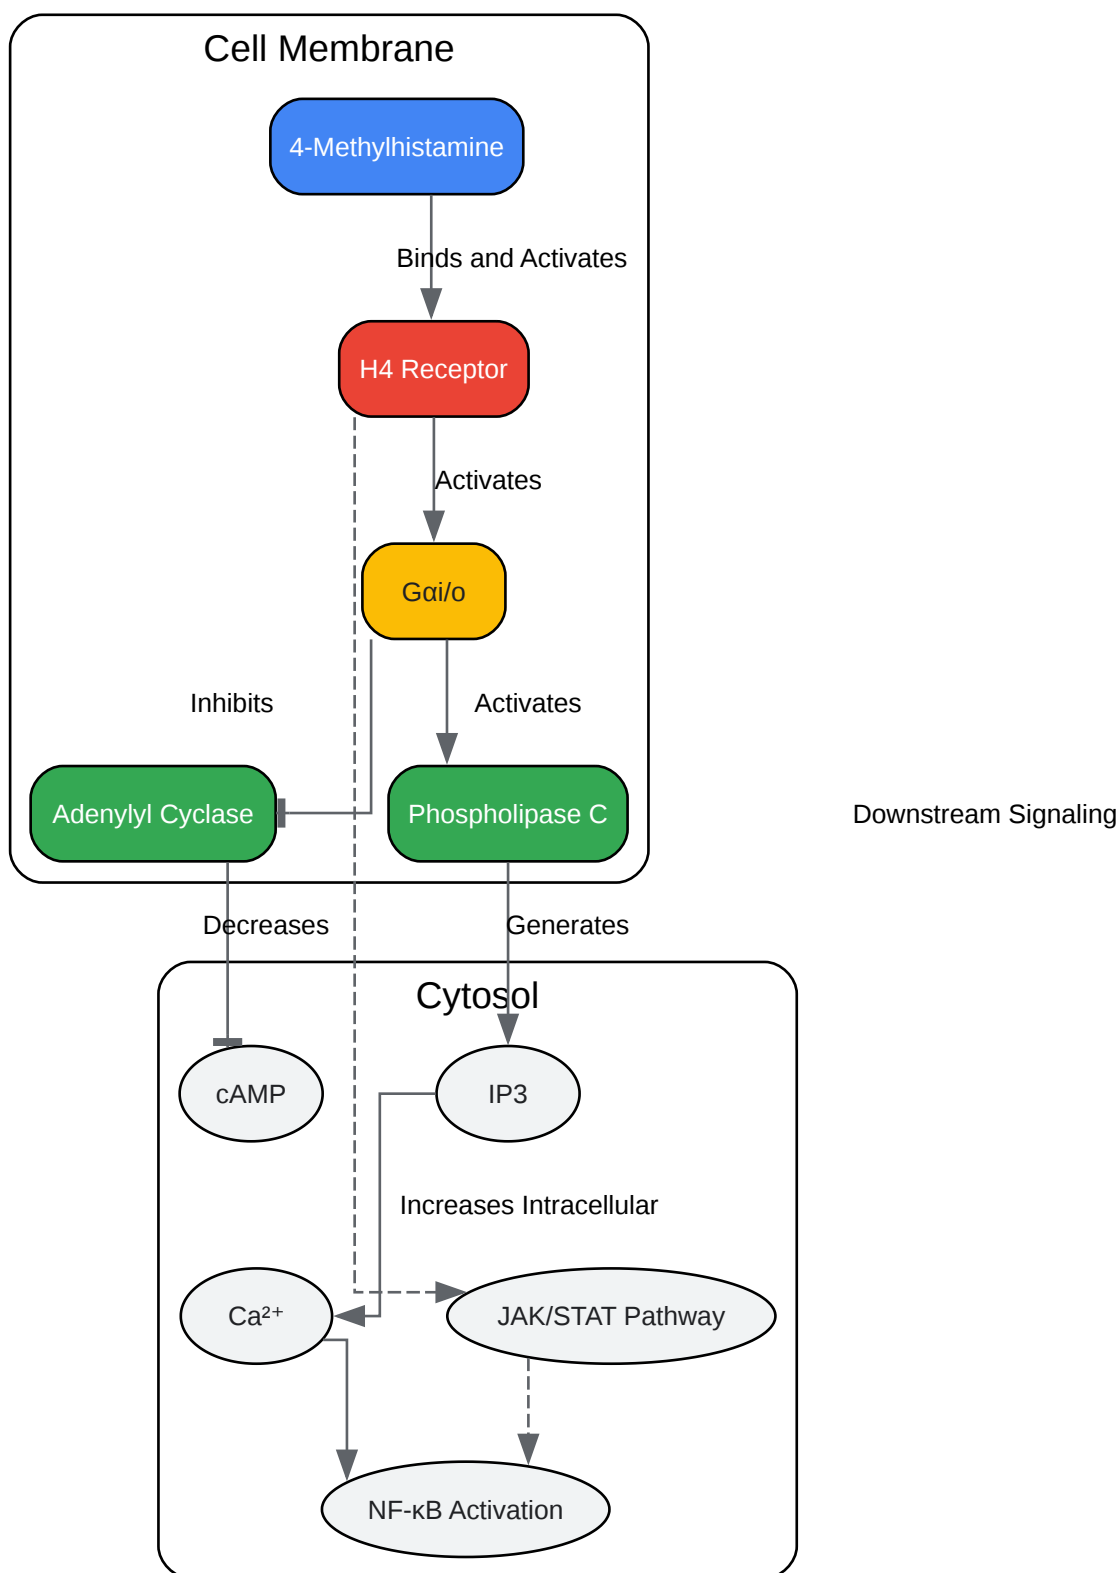 Cell Membrane
4-Methylhistamine
Binds and Activates
H4 Receptor
Activates
Gαi/o
Inhibits
Activates
Adenylyl Cyclase
Phospholipase C
Downstream Signaling
Decreases
Generates
Cytosol
cAMP
IP3
Increases Intracellular
Ca²⁺
JAK/STAT Pathway
NF-κB Activation